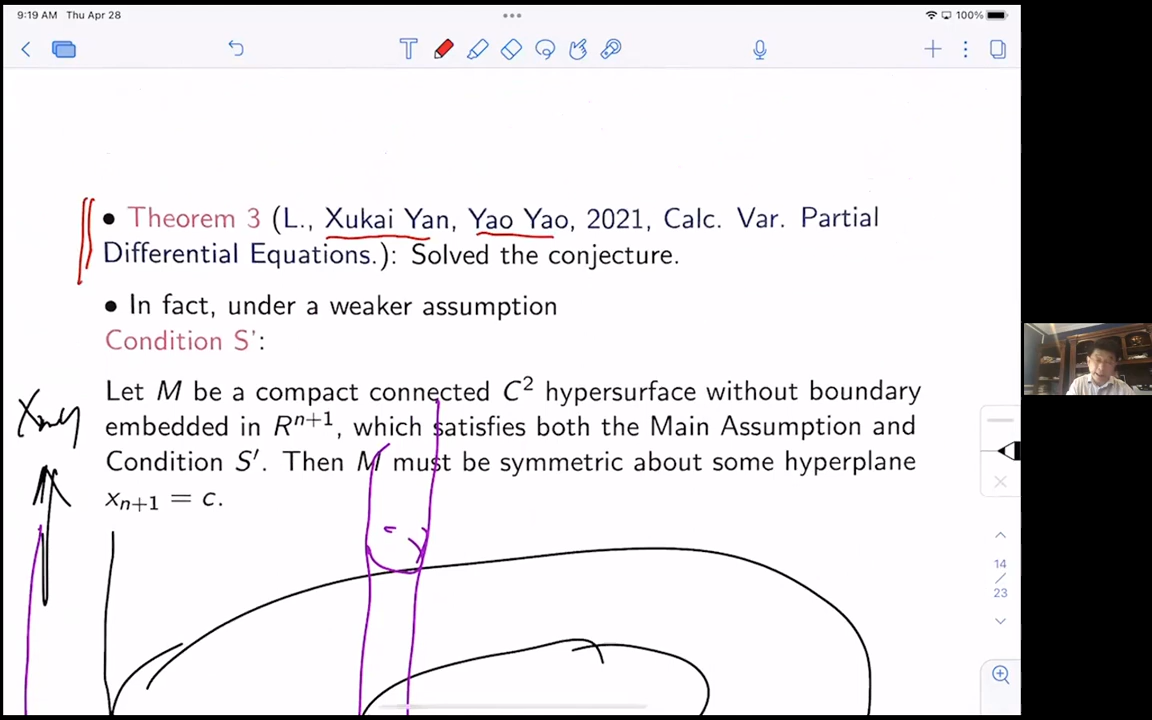 9:19 AM Thu Apr 28
100%
T
• Theorem 3 (L., Xukai Yan, Yao Yao, 2021, Calc. Var. Partial
Differential Equations.): Solved the conjecture.
• In fact, under a weaker assumption
Condition S':
Let M be a compact connected C² hypersurface without boundary
embedded in Rⁿ⁺¹, which satisfies both the Main Assumption and
Condition S′. Then M must be symmetric about some hyperplane
xₙ₊₁ = c.
14
/
23